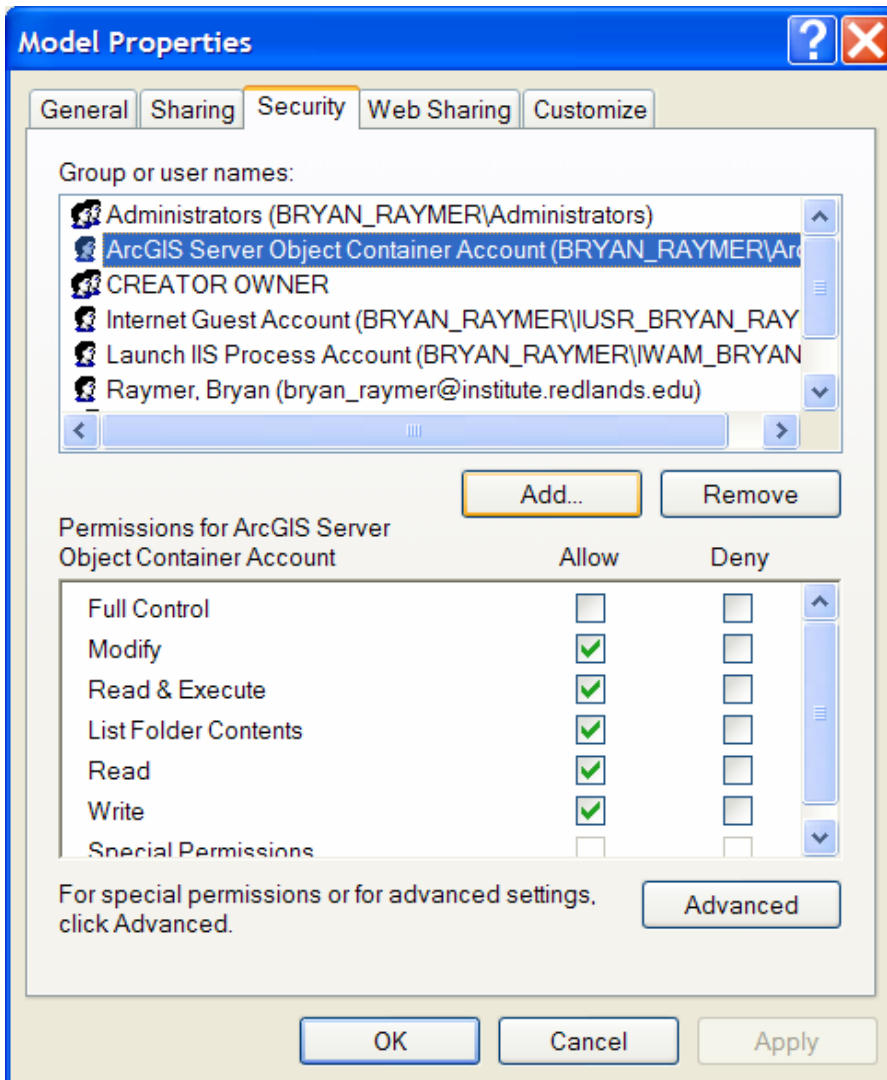 Model Properties
General Sharing Security Web Sharing Customize
Group or user names:
Administrators (BRYAN_RAYMER\Administrators)
ArcGIS Server Object Container Account (BRYAN_RAYMER\Arc
CREATOR OWNER
Internet Guest Account (BRYAN_RAYMER\IUSR_BRYAN_RAY
Launch IIS Process Account (BRYAN_RAYMER\IWAM_BRYAN
Raymer, Bryan (bryan_raymer@institute.redlands.edu)
Add... Remove
Permissions for ArcGIS Server
Object Container Account Allow Deny
Full Control
Modify
Read & Execute
List Folder Contents
Read
Write
Special Permissions
For special permissions or for advanced settings,
click Advanced.
Advanced
OK Cancel Apply